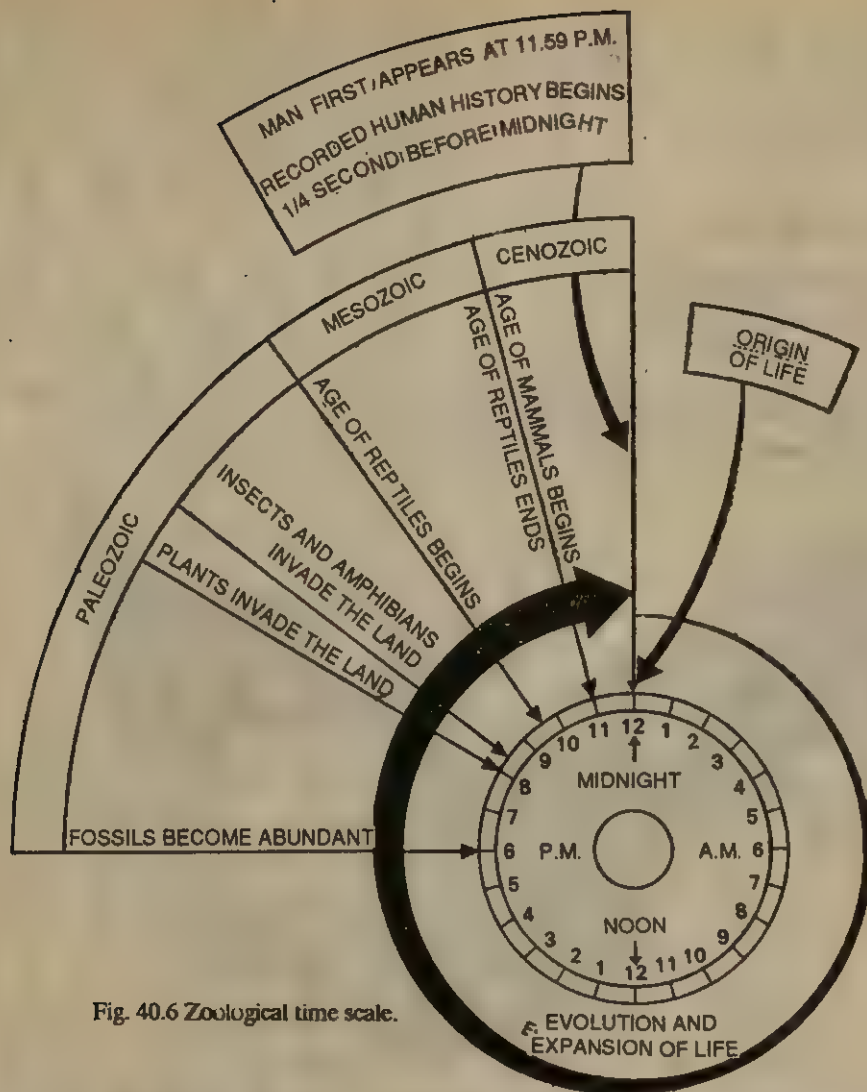 MAN FIRST APPEARS AT 11.59 P.M.
RECORDED HUMAN HISTORY BEGINS
1/4 SECOND BEFORE MIDNIGHT
CENOZOIC
MESOZOIC
PALEOZOIC
ORIGIN
OF LIFE
AGE OF MAMMALS BEGINS
AGE OF REPTILES ENDS
AGE OF REPTILES BEGINS
INSECTS AND AMPHIBIANS
INVADE THE LAND
PLANTS INVADE THE LAND
FOSSILS BECOME ABUNDANT
12
1
2
3
4
5
6
7
8
9
10
11
12
1
2
3
4
5
6
7
8
9
10
11
MIDNIGHT
P.M.
A.M.
NOON
EVOLUTION AND
EXPANSION OF LIFE
Fig. 40.6 Zoological time scale.